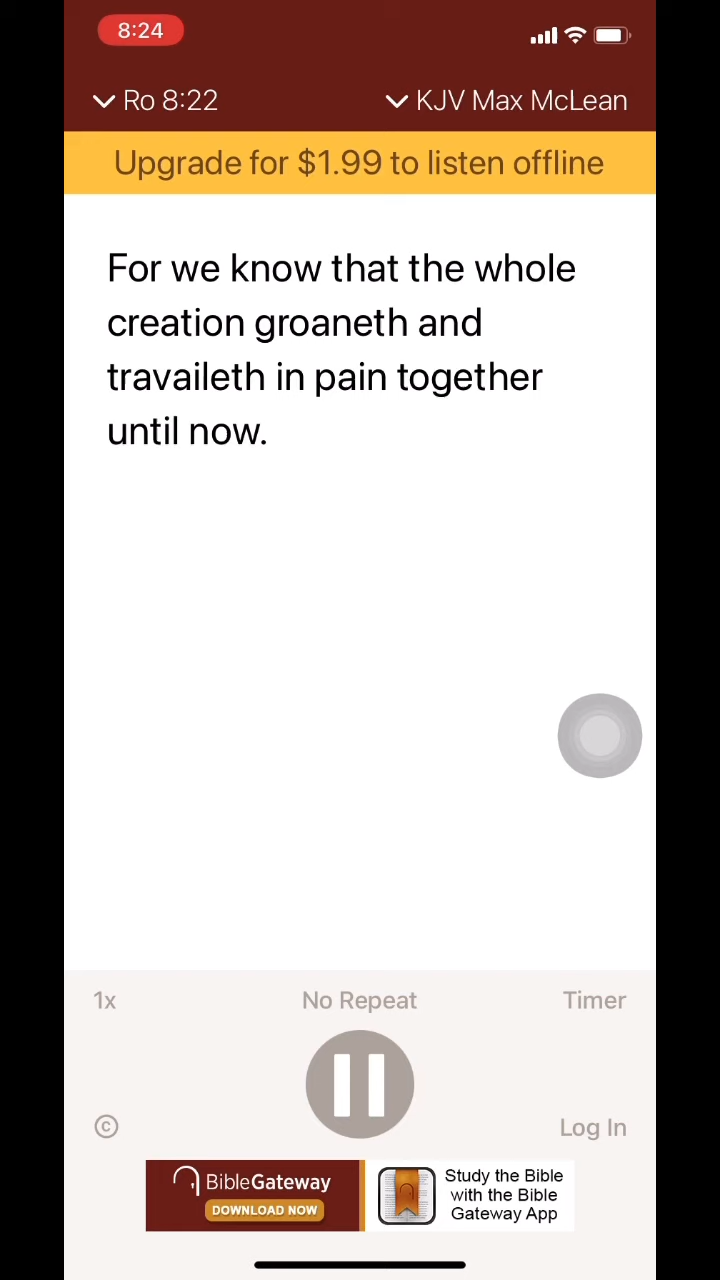 8:24
Ro 8:22
KJV Max McLean
Upgrade for $1.99 to listen offline
For we know that the whole
creation groaneth and
travaileth in pain together
until now.
1x
No Repeat
Timer
©
Log In
BibleGateway
DOWNLOAD NOW
Study the Bible
with the Bible
Gateway App